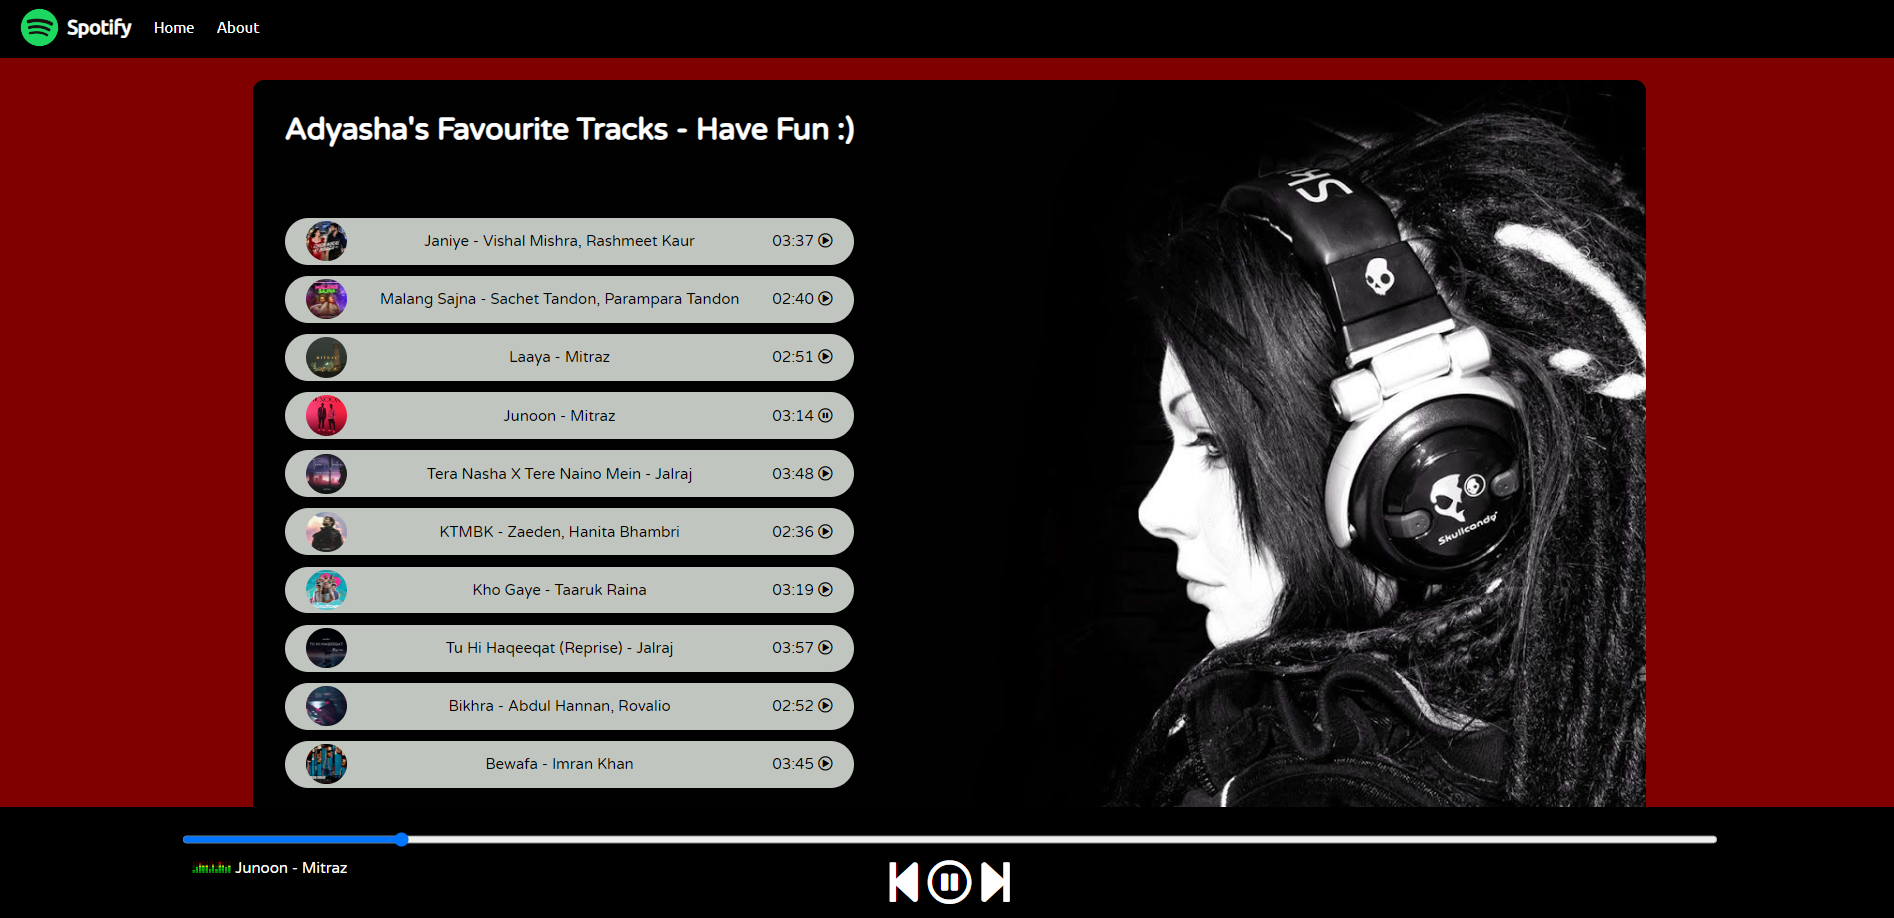 Spotify Home About
Adyasha's Favourite Tracks - Have Fun :)
Janiye - Vishal Mishra, Rashmeet Kaur 03:37
Malang Sajna - Sachet Tandon, Parampara Tandon 02:40
Laaya - Mitraz 02:51
Junoon - Mitraz 03:14
Tera Nasha X Tere Naino Mein - Jalraj 03:48
KTMBK - Zaeden, Hanita Bhambri 02:36
Kho Gaye - Taaruk Raina 03:19
Tu Hi Haqeeqat (Reprise) - Jalraj 03:57
Bikhra - Abdul Hannan, Rovalio 02:52
Bewafa - Imran Khan 03:45
Skullcandy
Junoon - Mitraz